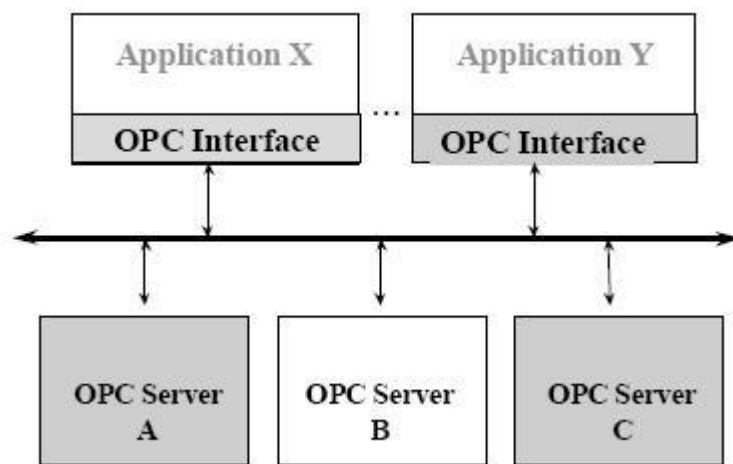 Application X
Application Y
...
OPC Interface
OPC Interface
OPC Server
A
OPC Server
B
OPC Server
C